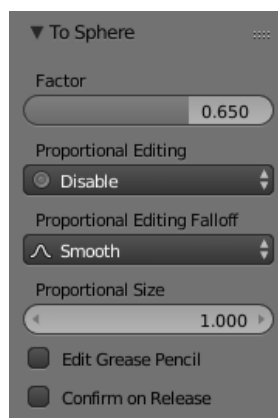 To Sphere
Factor
0.650
Proportional Editing
Disable
Proportional Editing Falloff
Smooth
Proportional Size
1.000
Edit Grease Pencil
Confirm on Release